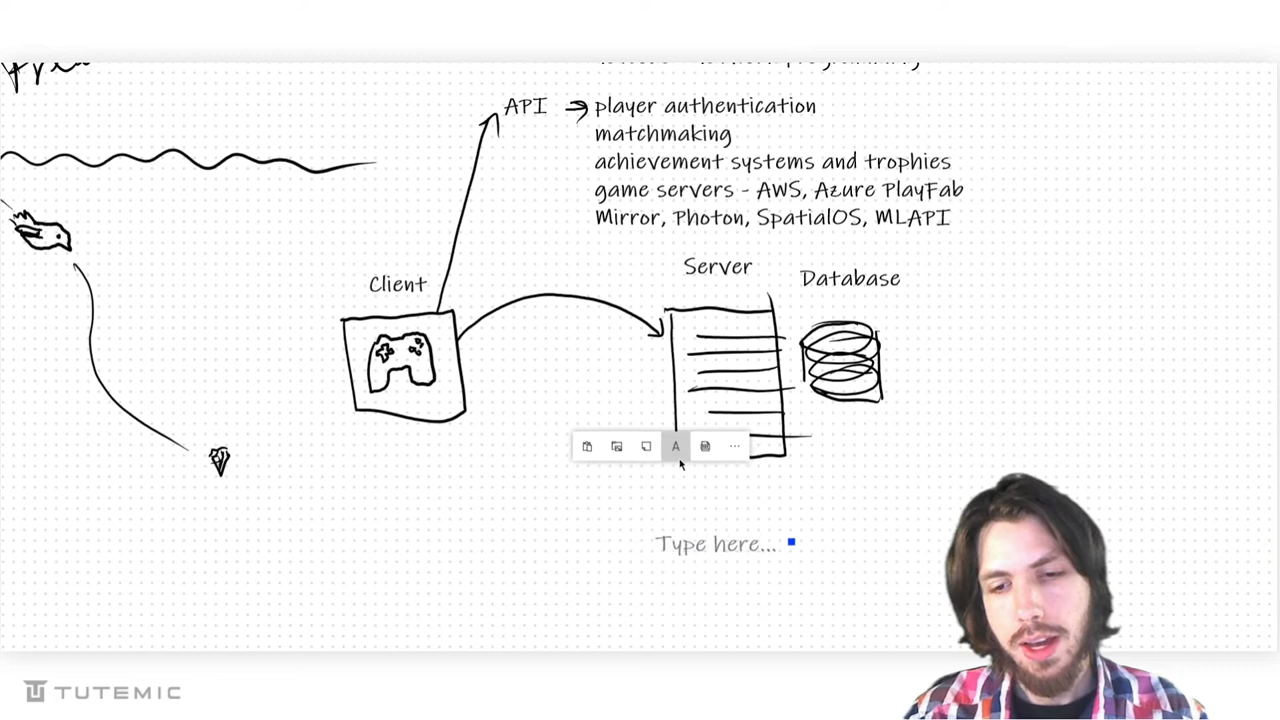 API → player authentication
matchmaking
achievement systems and trophies
game servers - AWS, Azure PlayFab
Mirror, Photon, SpatialOS, MLAPI
Client
Server
Database
A
Type here...
TUTEMIC